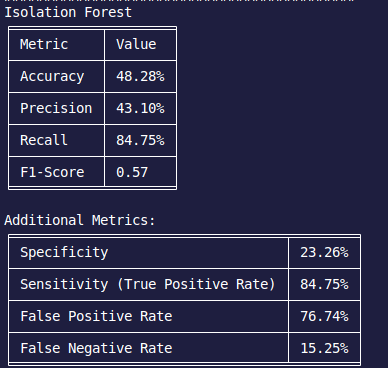 Isolation Forest
Metric Value
Accuracy 48.28%
Precision 43.10%
Recall 84.75%
F1-Score 0.57
Additional Metrics:
Specificity 23.26%
Sensitivity (True Positive Rate) 84.75%
False Positive Rate 76.74%
False Negative Rate 15.25%